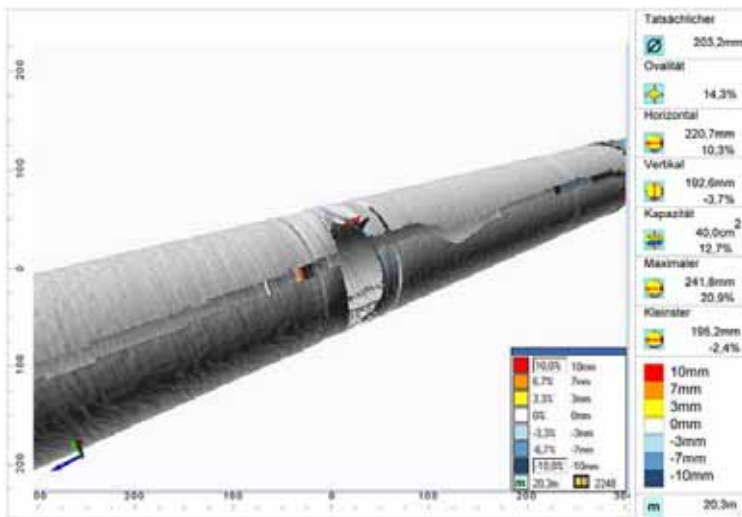 Tatsächlicher
203,2mm
Ovalität
14,3%
Horizontal
220,7mm
10,3%
Vertikal
192,6mm
-3,7%
Kapazität
40,0cm²
12,7%
Maximaler
241,8mm
20,9%
Kleinster
195,2mm
-2,4%
10mm
7mm
3mm
0mm
-3mm
-7mm
-10mm
m 20.3m
10,0% 10mm
6,7% 7mm
3,3% 3mm
0% 0mm
-3,3% -3mm
-6,7% -7mm
-10,0% -10mm
m 20.3m 2248
200
100
0
100
200
00 200 100 0 100 200 300